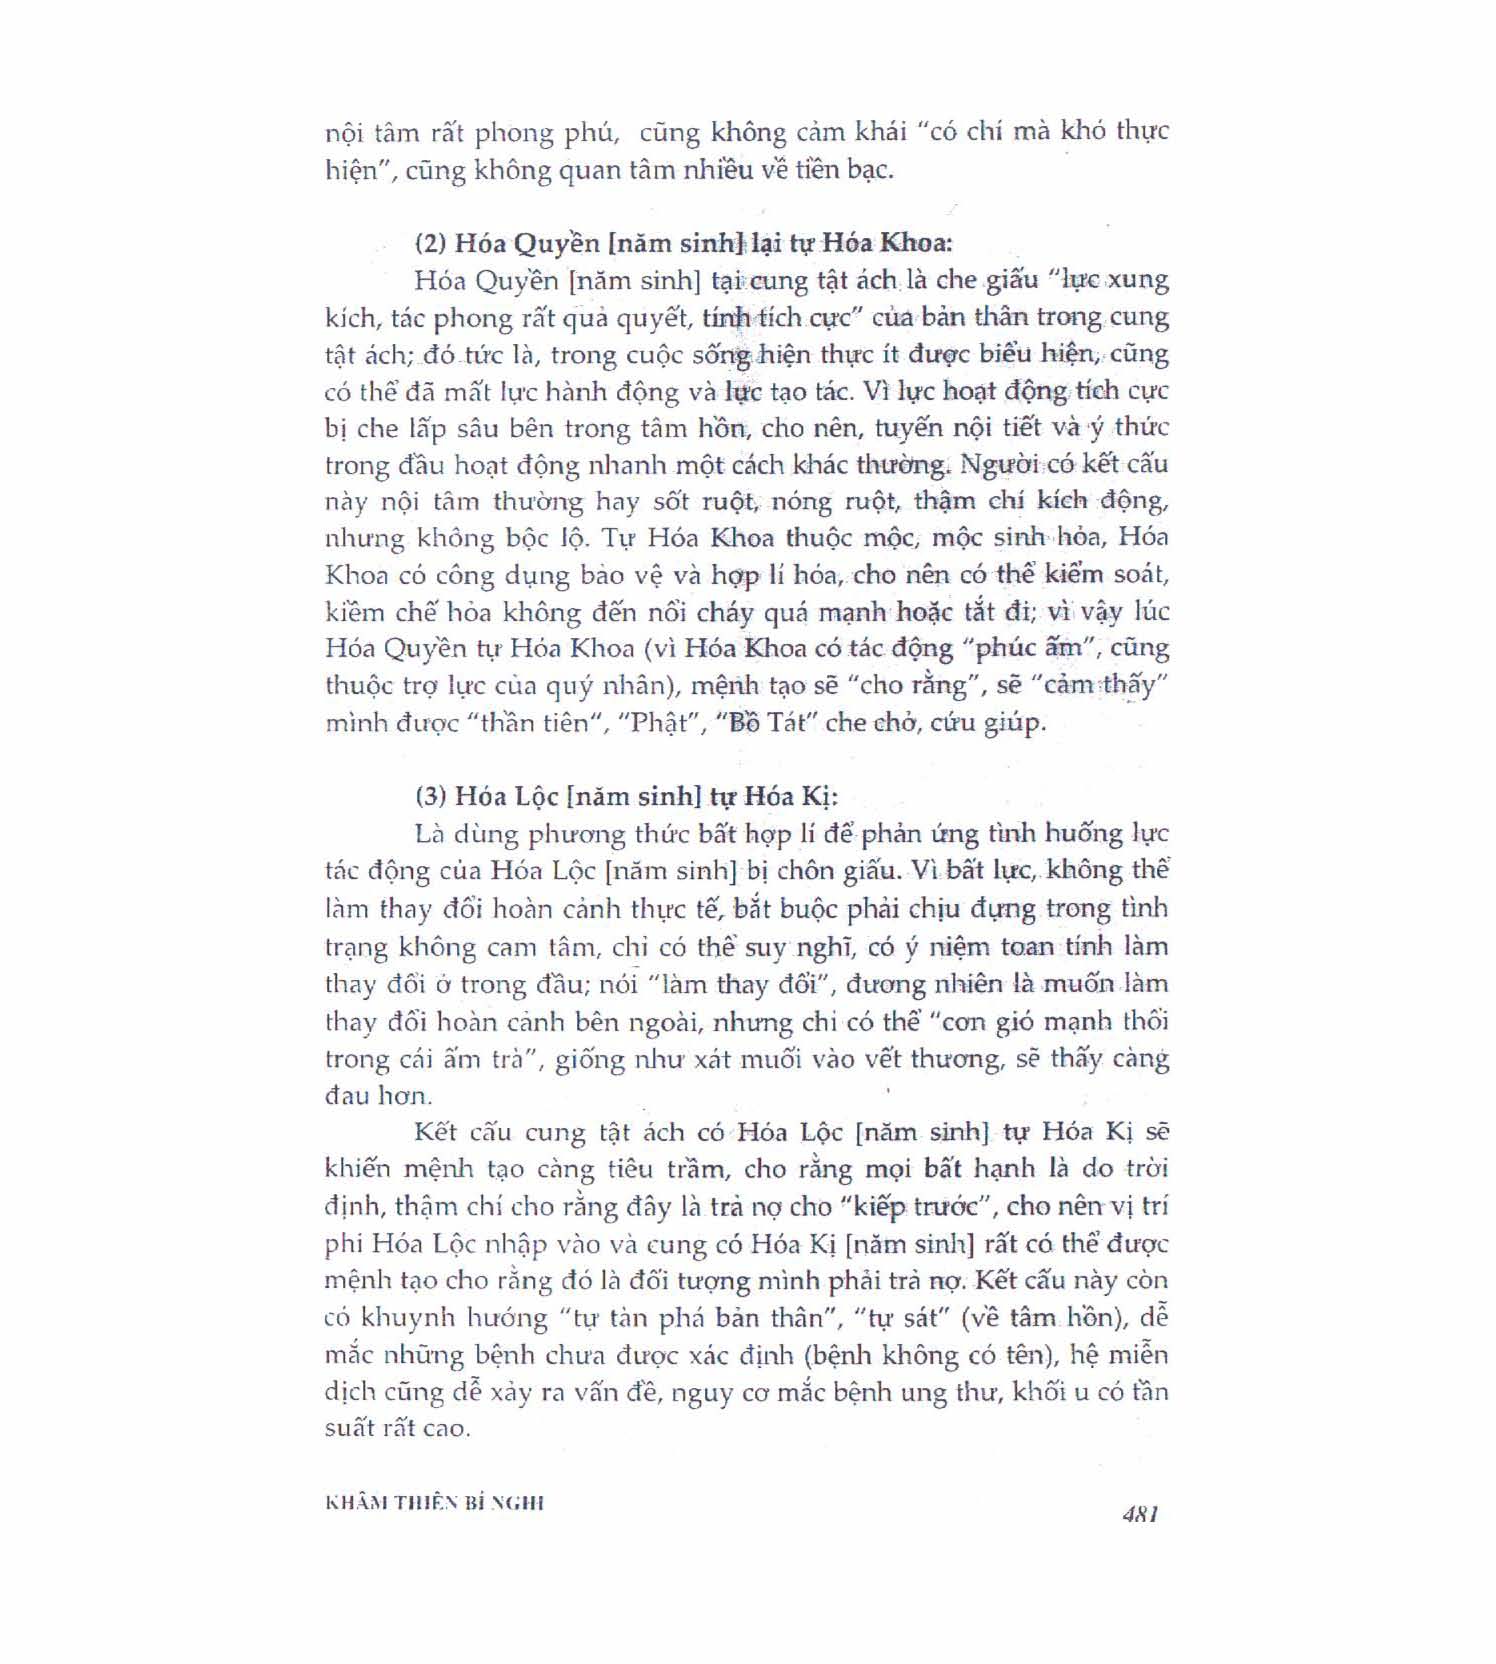 nội tâm rất phong phú, cũng không cảm khái "có chí mà khó thực
hiện", cũng không quan tâm nhiều về tiền bạc.
(2) Hóa Quyền [năm sinh] lại tự Hóa Khoa:
Hóa Quyền [năm sinh] tại cung tật ách là che giấu "lực xung
kích, tác phong rất quả quyết, tính tích cực" của bản thân trong cung
tật ách; đó tức là, trong cuộc sống hiện thực ít được biểu hiện, cũng
có thể đã mất lực hành động và lực tạo tác. Vì lực hoạt động tích cực
bị che lấp sâu bên trong tâm hồn, cho nên, tuyến nội tiết và ý thức
trong đầu hoạt động nhanh một cách khác thường. Người có kết cấu
này nội tâm thường hay sốt ruột, nóng ruột, thậm chí kích động,
nhưng không bộc lộ. Tự Hóa Khoa thuộc mộc, mộc sinh hỏa, Hóa
Khoa có công dụng bảo vệ và hợp lí hóa, cho nên có thể kiểm soát,
kiềm chế hỏa không đến nổi cháy quá mạnh hoặc tắt đi; vì vậy lúc
Hóa Quyền tự Hóa Khoa (vì Hóa Khoa có tác động "phúc ấm", cũng
thuộc trợ lực của quý nhân), mệnh tạo sẽ "cho rằng", sẽ "cảm thấy"
mình được "thần tiên", "Phật", "Bồ Tát" che chở, cứu giúp.
(3) Hóa Lộc [năm sinh] tự Hóa Kị:
Là dùng phương thức bất hợp lí để phản ứng tình huống lực
tác động của Hóa Lộc [năm sinh] bị chôn giấu. Vì bất lực, không thể
làm thay đổi hoàn cảnh thực tế, bắt buộc phải chịu đựng trong tình
trạng không cam tâm, chỉ có thể suy nghĩ, có ý niệm toan tính làm
thay đổi ở trong đầu; nói "làm thay đổi", đương nhiên là muốn làm
thay đổi hoàn cảnh bên ngoài, nhưng chỉ có thể "cơn gió mạnh thổi
trong cái ấm trà", giống như xát muối vào vết thương, sẽ thấy càng
đau hơn.
Kết cấu cung tật ách có Hóa Lộc [năm sinh] tự Hóa Kị sẽ
khiến mệnh tạo càng tiêu trầm, cho rằng mọi bất hạnh là do trời
định, thậm chí cho rằng đây là trả nợ cho "kiếp trước", cho nên vị trí
phi Hóa Lộc nhập vào và cung có Hóa Kị [năm sinh] rất có thể được
mệnh tạo cho rằng đó là đối tượng mình phải trả nợ. Kết cấu này còn
có khuynh hướng "tự tàn phá bản thân", "tự sát" (về tâm hồn), dễ
mắc những bệnh chưa được xác định (bệnh không có tên), hệ miễn
dịch cũng dễ xảy ra vấn đề, nguy cơ mắc bệnh ung thư, khối u có tần
suất rất cao.
KHÂM THIÊN BÍ NGHI
481